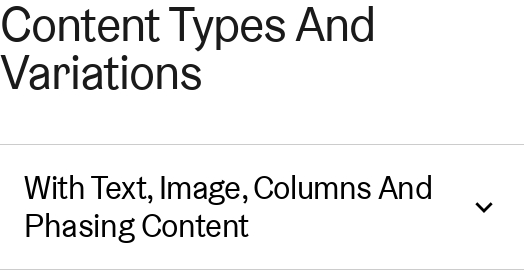 Content Types And
Variations
With Text, Image, Columns And
Phasing Content